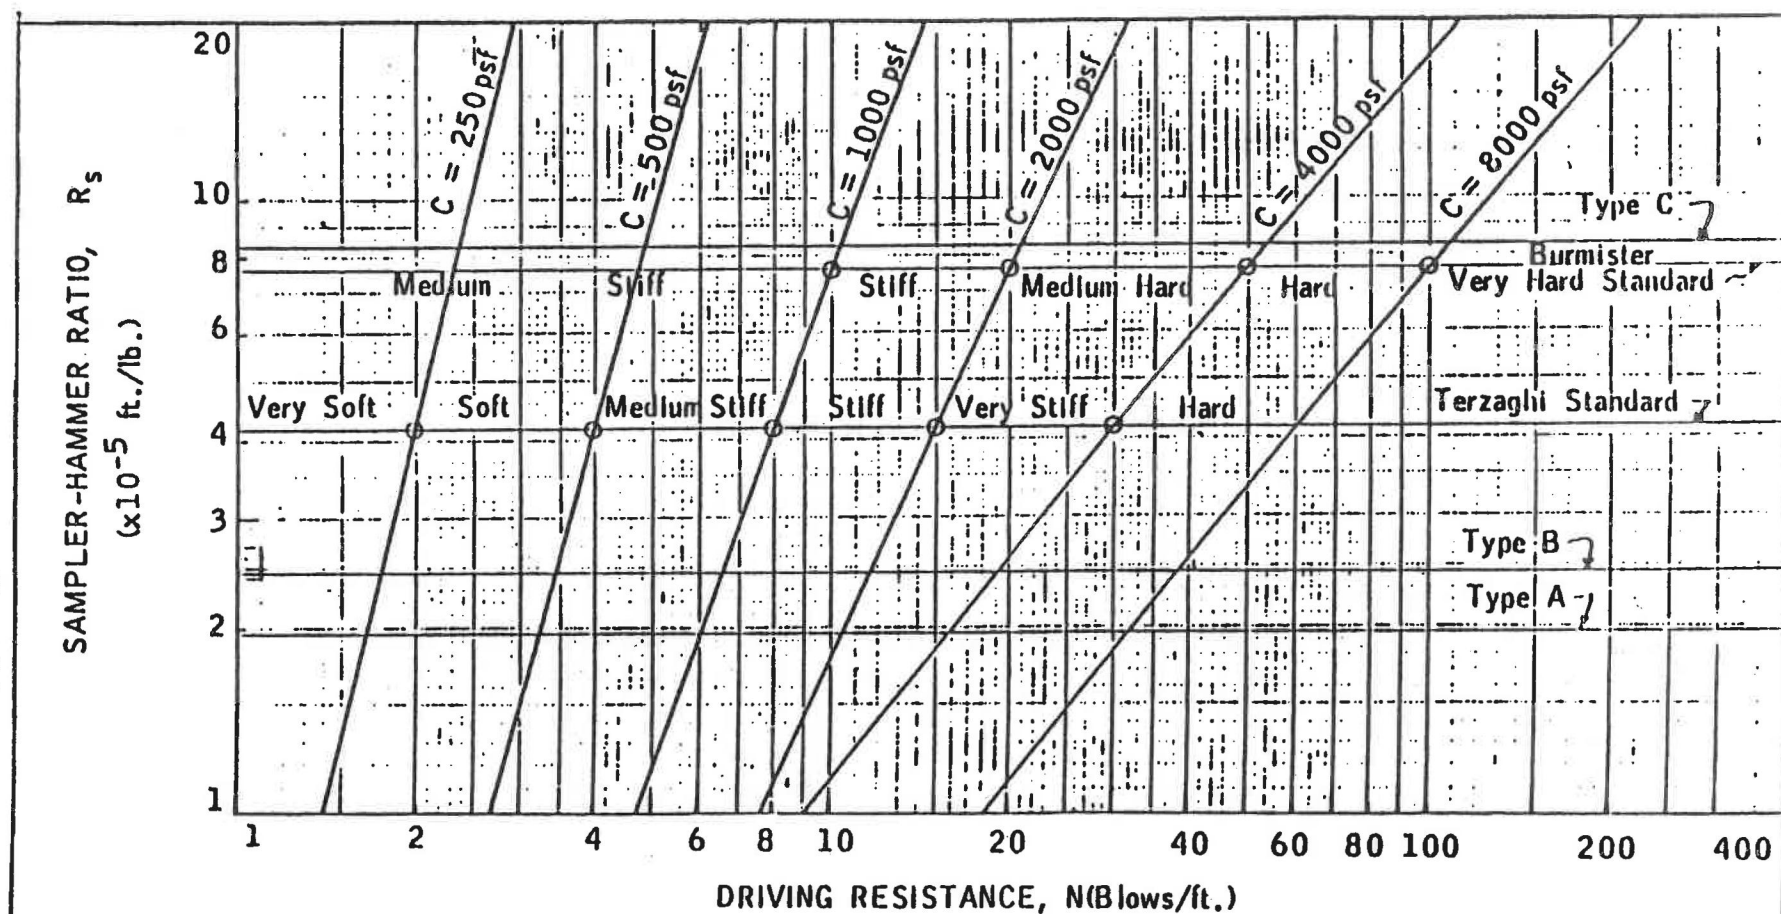 20
10
8
6
4
3
2
1
SAMPLER-HAMMER RATIO, Rs
(x10-5 ft./lb.)
C = 250 psf
C = 500 psf
C = 1000 psf
C = 2000 psf
C = 4000 psf
C = 8000 psf
Type C
Burmister
Medium Stiff Stiff Medium Hard Hard Very Hard Standard
Very Soft Soft Medium Stiff Stiff Very Stiff Hard Terzaghi Standard
Type B
Type A
1 2 4 6 8 10 20 40 60 80 100 200 400
DRIVING RESISTANCE, N(Blows/ft.)